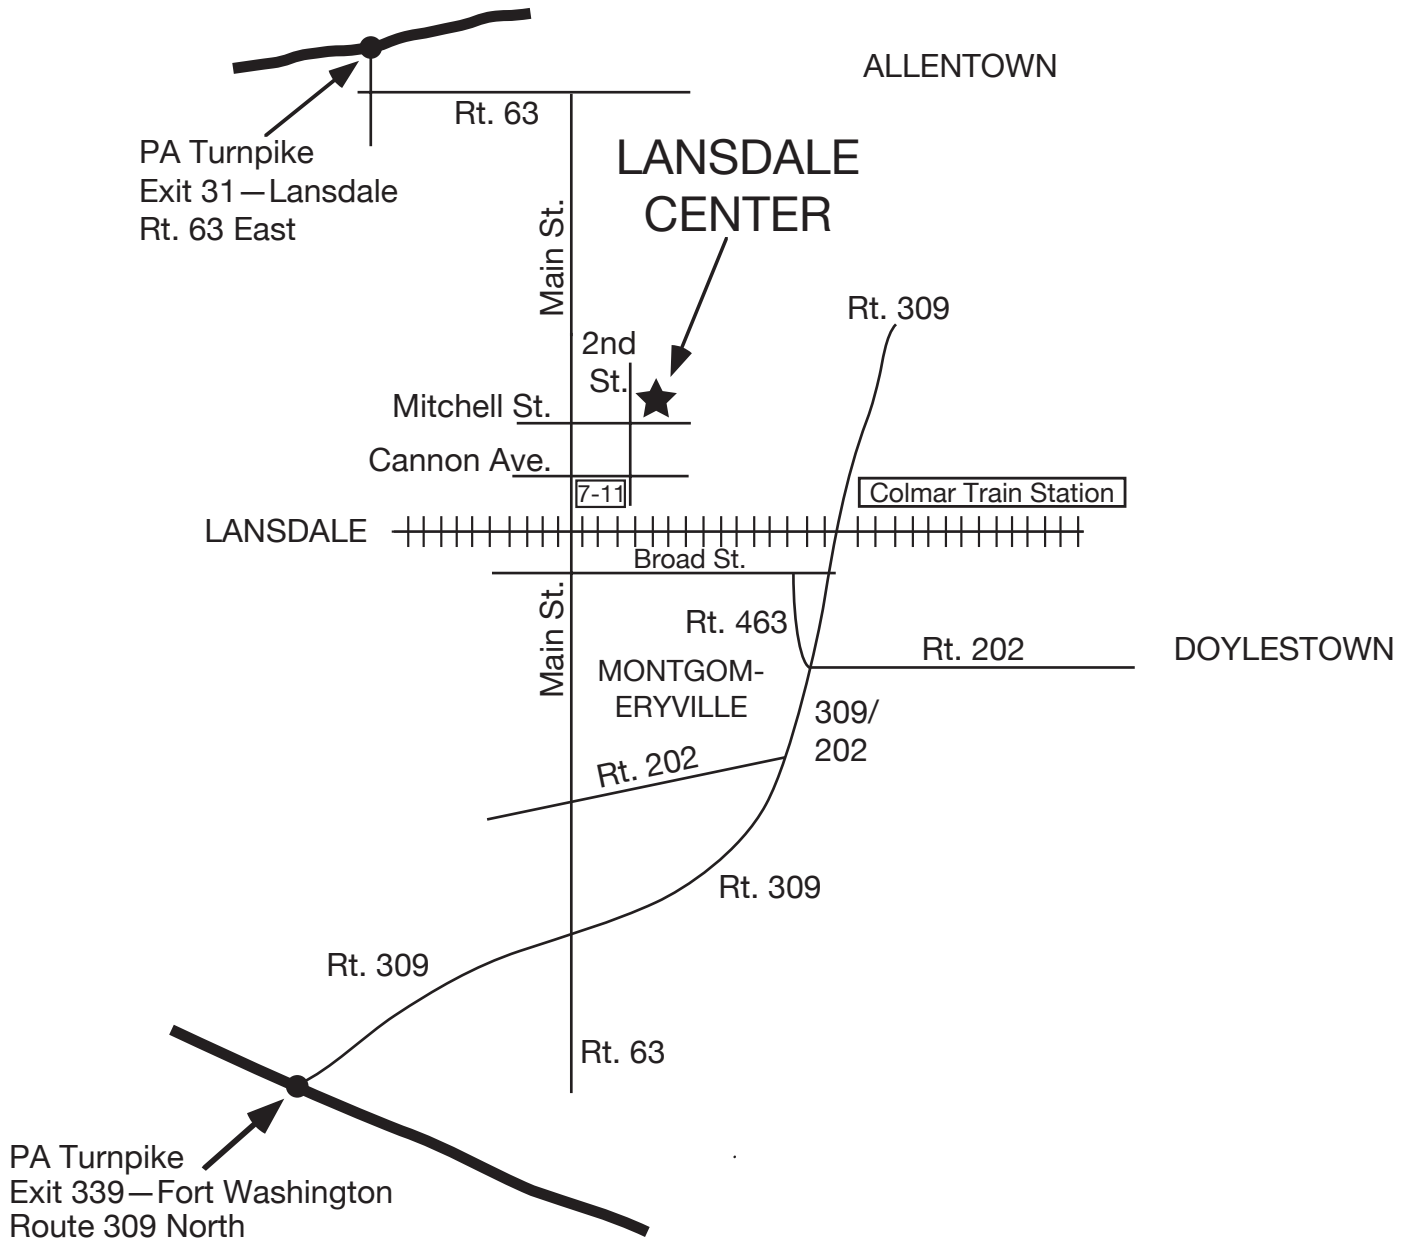 ALLENTOWN
Rt. 63
PA Turnpike
Exit 31—Lansdale
Rt. 63 East
LANSDALE
CENTER
Main St.
Rt. 309
2nd
St.
Mitchell St.
Cannon Ave.
7-11
Colmar Train Station
LANSDALE
Broad St.
Main St.
Rt. 463
Rt. 202
DOYLESTOWN
MONTGOM-
ERYVILLE
309/
202
Rt. 202
Rt. 309
Rt. 309
Rt. 63
PA Turnpike
Exit 339—Fort Washington
Route 309 North